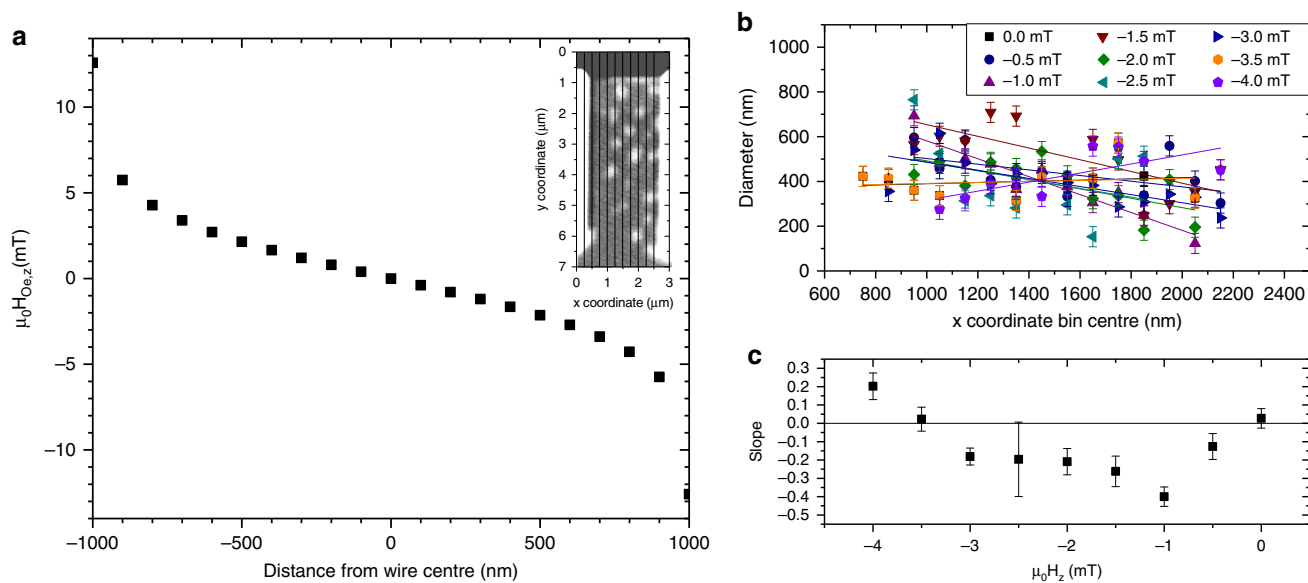 a
μ₀H_Oe,z(mT)
10
5
0
−5
−10
−1000 −500 0 500 1000
Distance from wire centre (nm)
y coordinate (μm)
0
1
2
3
4
5
6
7
0 1 2 3
x coordinate (μm)
b
Diameter (nm)
1000
800
600
400
200
0
0.0 mT −1.5 mT −3.0 mT
−0.5 mT −2.0 mT −3.5 mT
−1.0 mT −2.5 mT −4.0 mT
600 800 1000 1200 1400 1600 1800 2000 2200 2400
x coordinate bin centre (nm)
c
Slope
0.3
0.2
0.1
0.0
−0.1
−0.2
−0.3
−0.4
−0.5
−4 −3 −2 −1 0
μ₀H_z (mT)